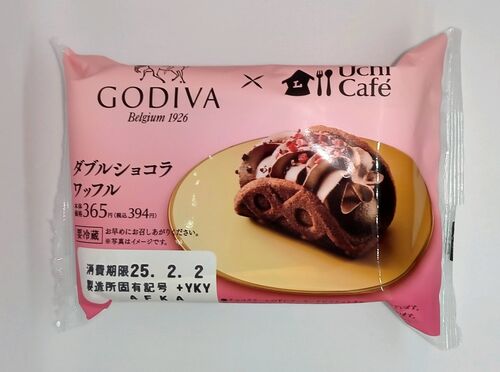 GODIVA
Belgium 1926
×
Uchi
Café
L
ダブルショコラ
ワッフル
本体価格365円(税込394円)
要冷蔵
お早めにお召しあがりください。
※写真はイメージです。
消費期限25. 2. 2
製造所固有記号 +YKY
AFKA